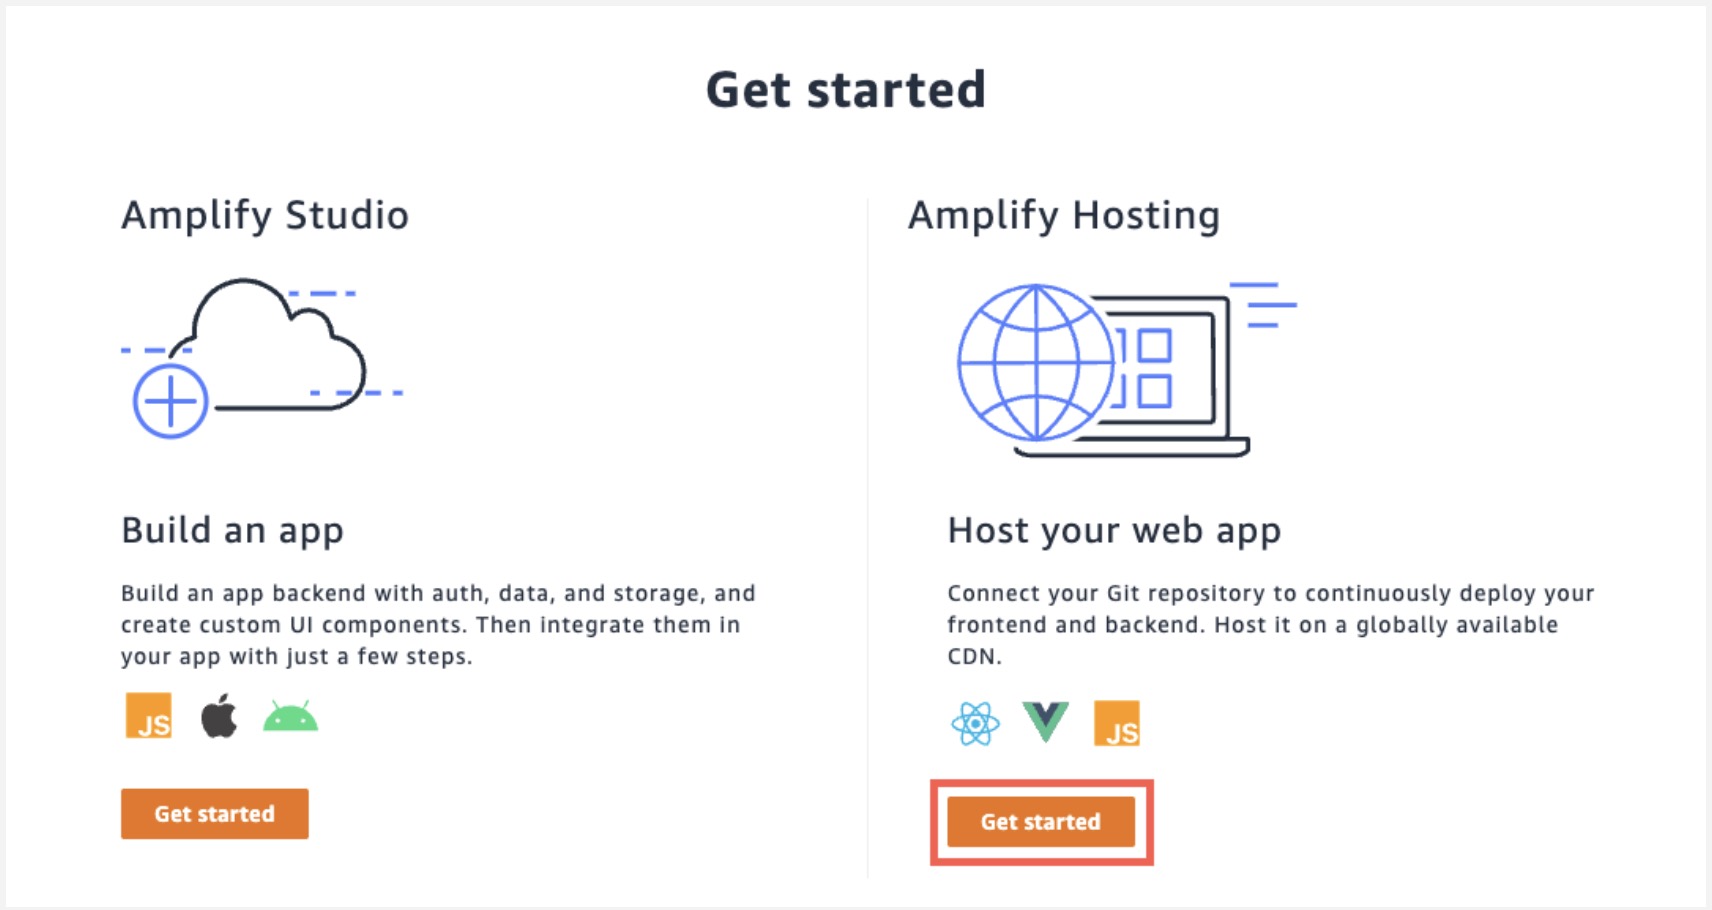 Get started
Amplify Studio
Build an app
Build an app backend with auth, data, and storage, and
create custom UI components. Then integrate them in
your app with just a few steps.
JS
Get started
Amplify Hosting
Host your web app
Connect your Git repository to continuously deploy your
frontend and backend. Host it on a globally available
CDN.
JS
Get started